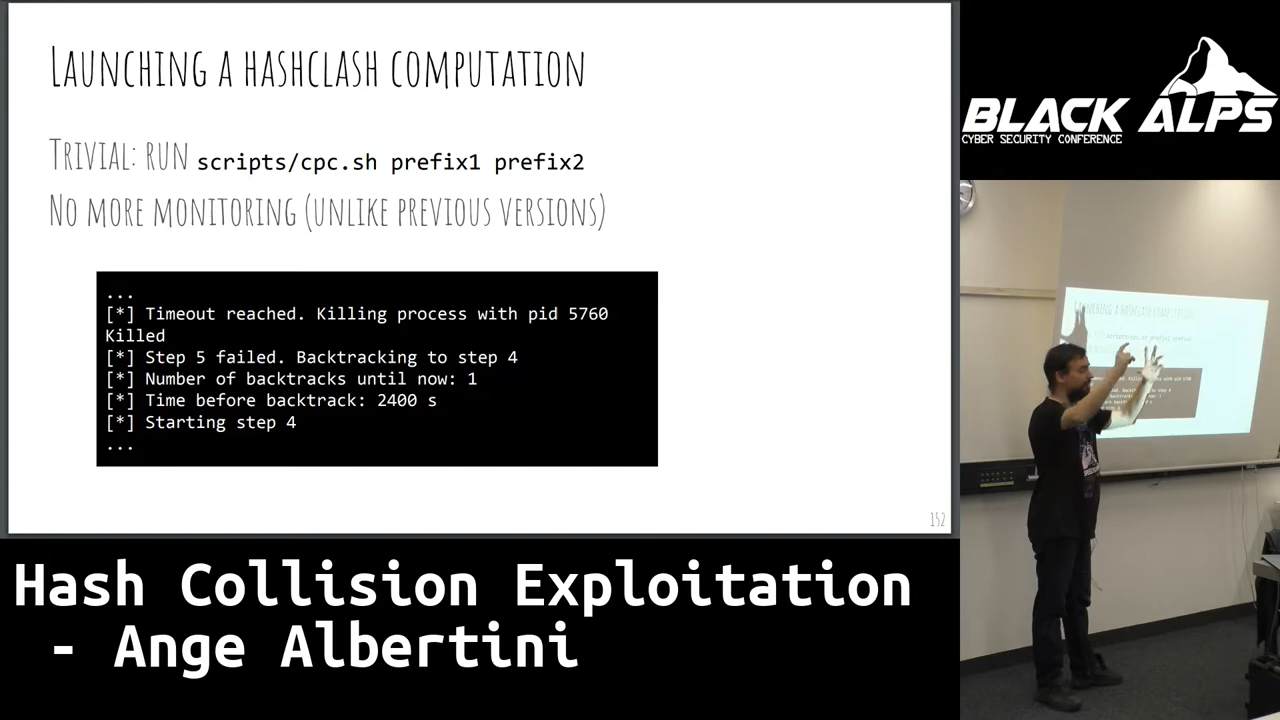 LAUNCHING A HASHCLASH COMPUTATION
TRIVIAL: RUN scripts/cpc.sh prefix1 prefix2
NO MORE MONITORING (UNLIKE PREVIOUS VERSIONS)
...
[*] Timeout reached. Killing process with pid 5760
Killed
[*] Step 5 failed. Backtracking to step 4
[*] Number of backtracks until now: 1
[*] Time before backtrack: 2400 s
[*] Starting step 4
...
152
BLACK ALPS
CYBER SECURITY CONFERENCE
Hash Collision Exploitation
- Ange Albertini